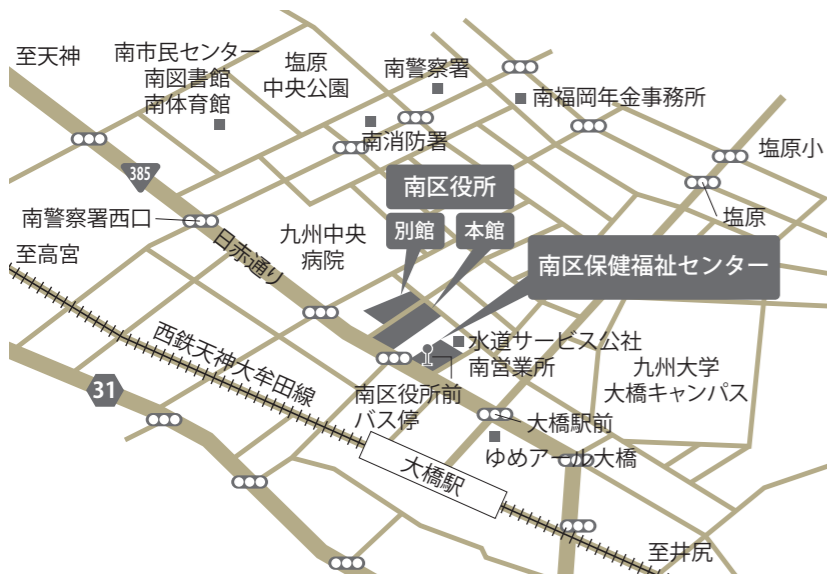 至天神
南市民センター
南図書館
南体育館
塩原
中央公園
南警察署
南福岡年金事務所
南消防署
塩原小
385
南区役所
別館
本館
塩原
南警察署西口
至高宮
日赤通り
九州中央
病院
南区保健福祉センター
水道サービス公社
南営業所
西鉄天神大牟田線
九州大学
大橋キャンパス
31
南区役所前
バス停
大橋駅前
ゆめアール大橋
大橋駅
至井尻